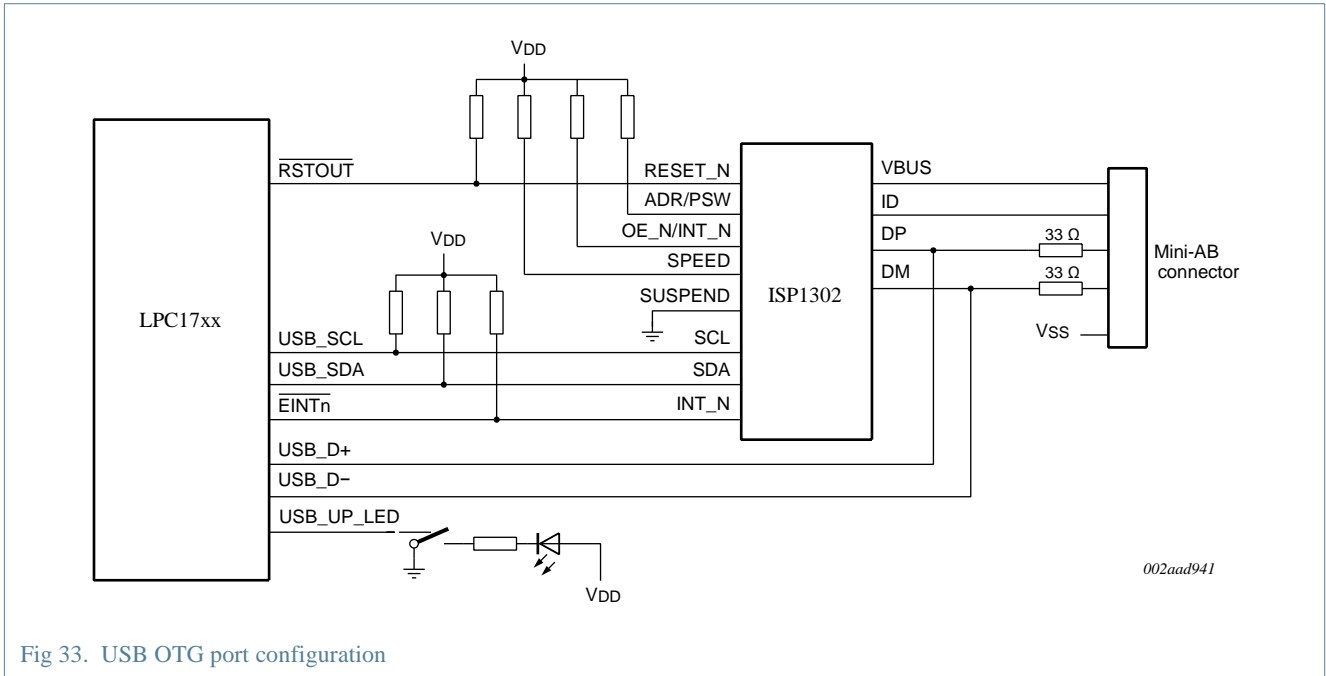 VDD
RSTOUT
RESET_N
VBUS
ADR/PSW
ID
OE_N/INT_N
DP
33 Ω
VDD
SPEED
DM
33 Ω
Mini-AB
connector
SUSPEND
ISP1302
LPC17xx
VSS
USB_SCL
SCL
USB_SDA
SDA
EINTn
INT_N
USB_D+
USB_D−
USB_UP_LED
VDD
002aad941
Fig 33. USB OTG port configuration